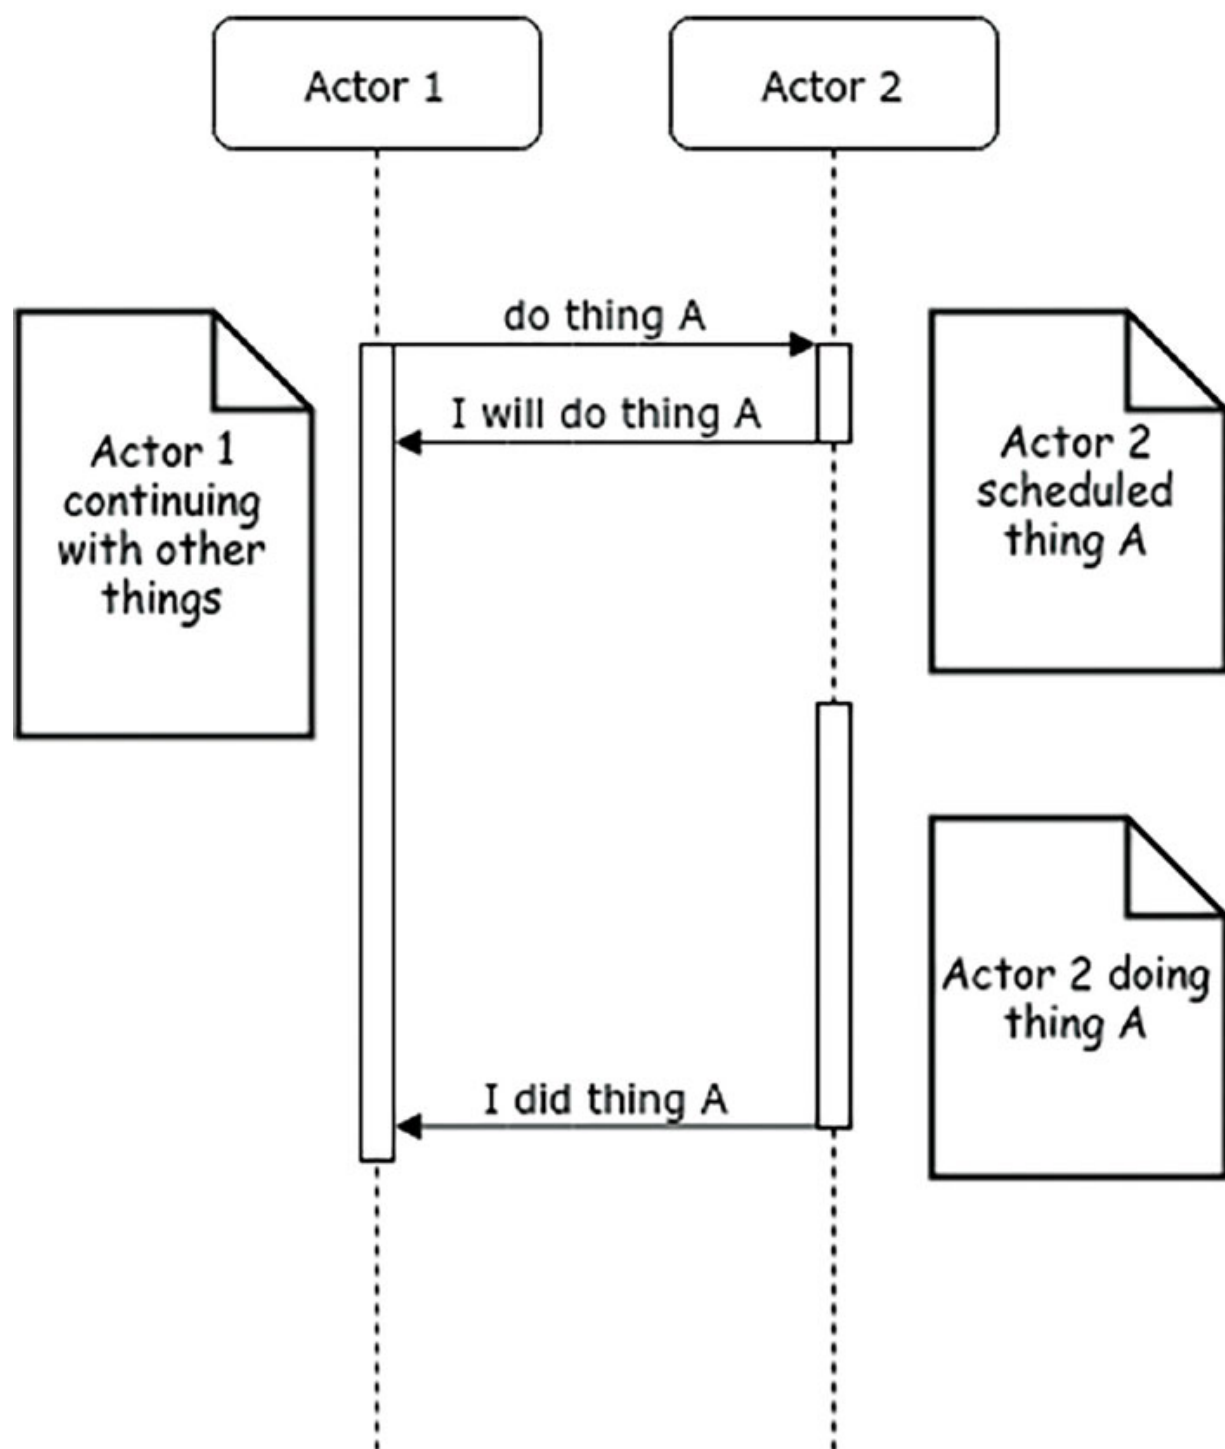 Actor 1
Actor 2
do thing A
I will do thing A
Actor 1
continuing
with other
things
Actor 2
scheduled
thing A
Actor 2 doing
thing A
I did thing A